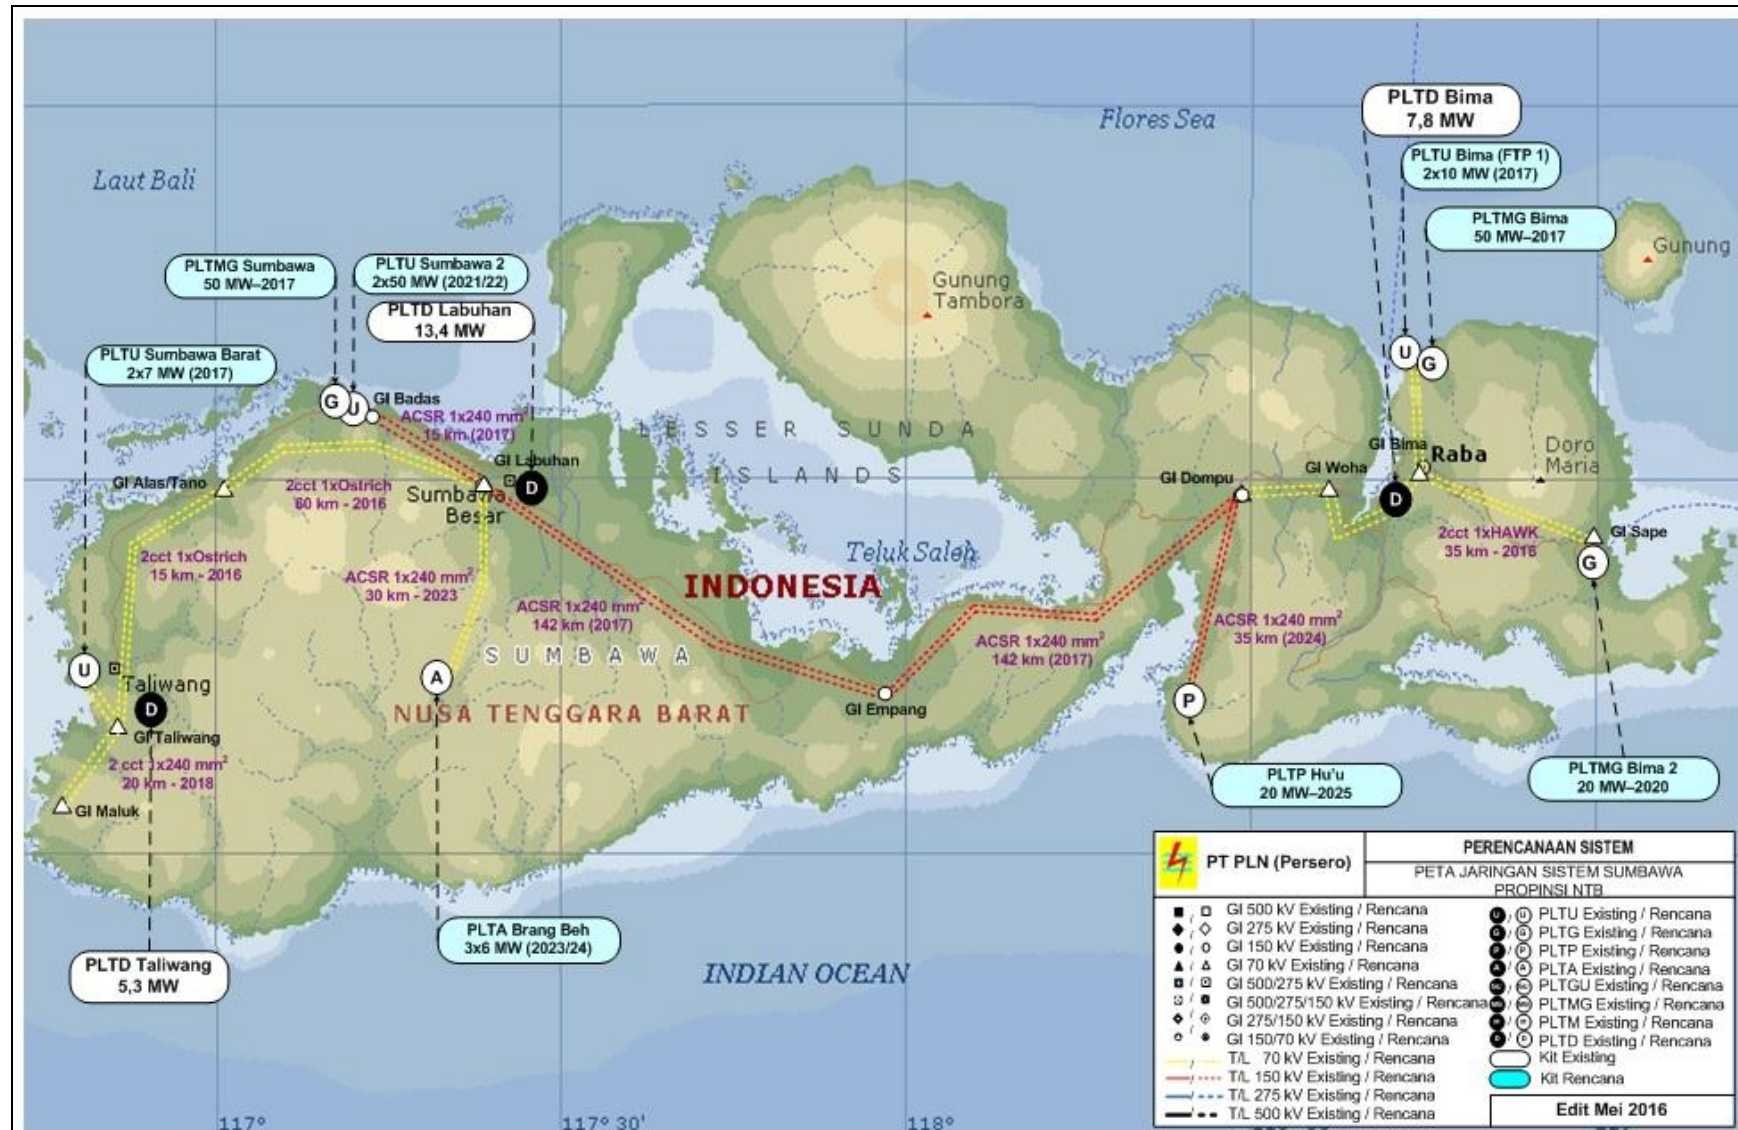 Laut Bali
Flores Sea
PLTD Bima
7,8 MW
PLTU Bima (FTP 1)
2x10 MW (2017)
PLTMG Bima
50 MW–2017
Gunung
PLTMG Sumbawa
50 MW–2017
PLTU Sumbawa 2
2x50 MW (2021/22)
PLTD Labuhan
13,4 MW
PLTU Sumbawa Barat
2x7 MW (2017)
Gunung
Tambora
U
G
G
U
GI Badas
ACSR 1x240 mm²
15 km (2017)
LESSER SUNDA
ISLANDS
GI Labuhan
D
Sumbawa
Besar
GI Alas/Tano
2cct 1xOstrich
60 km - 2016
2cct 1xOstrich
15 km - 2016
ACSR 1x240 mm²
30 km - 2023
ACSR 1x240 mm²
142 km (2017)
INDONESIA
Teluk Saleh
GI Dompu
GI Woha
GI Bima
Raba
Doro
Maria
D
2cct 1xHAWK
35 km - 2016
GI Sape
G
ACSR 1x240 mm²
35 km (2024)
ACSR 1x240 mm²
142 km (2017)
SUMBAWA
NUSA TENGGARA BARAT
GI Empang
P
A
U
Taliwang
D
GI Taliwang
2 cct 1x240 mm²
20 km - 2018
GI Maluk
PLTP Hu'u
20 MW–2025
PLTMG Bima 2
20 MW–2020
PLTA Brang Beh
3x6 MW (2023/24)
PLTD Taliwang
5,3 MW
INDIAN OCEAN
117°
117° 30'
118°
PT PLN (Persero)
PERENCANAAN SISTEM
PETA JARINGAN SISTEM SUMBAWA
PROPINSI NTB
GI 500 kV Existing / Rencana
GI 275 kV Existing / Rencana
GI 150 kV Existing / Rencana
GI 70 kV Existing / Rencana
GI 500/275 kV Existing / Rencana
GI 500/275/150 kV Existing / Rencana
GI 275/150 kV Existing / Rencana
GI 150/70 kV Existing / Rencana
T/L 70 kV Existing / Rencana
T/L 150 kV Existing / Rencana
T/L 275 kV Existing / Rencana
T/L 500 kV Existing / Rencana
U / U PLTU Existing / Rencana
G / G PLTG Existing / Rencana
P / P PLTP Existing / Rencana
A / A PLTA Existing / Rencana
PLTGU Existing / Rencana
PLTMG Existing / Rencana
PLTM Existing / Rencana
D / D PLTD Existing / Rencana
Kit Existing
Kit Rencana
Edit Mei 2016